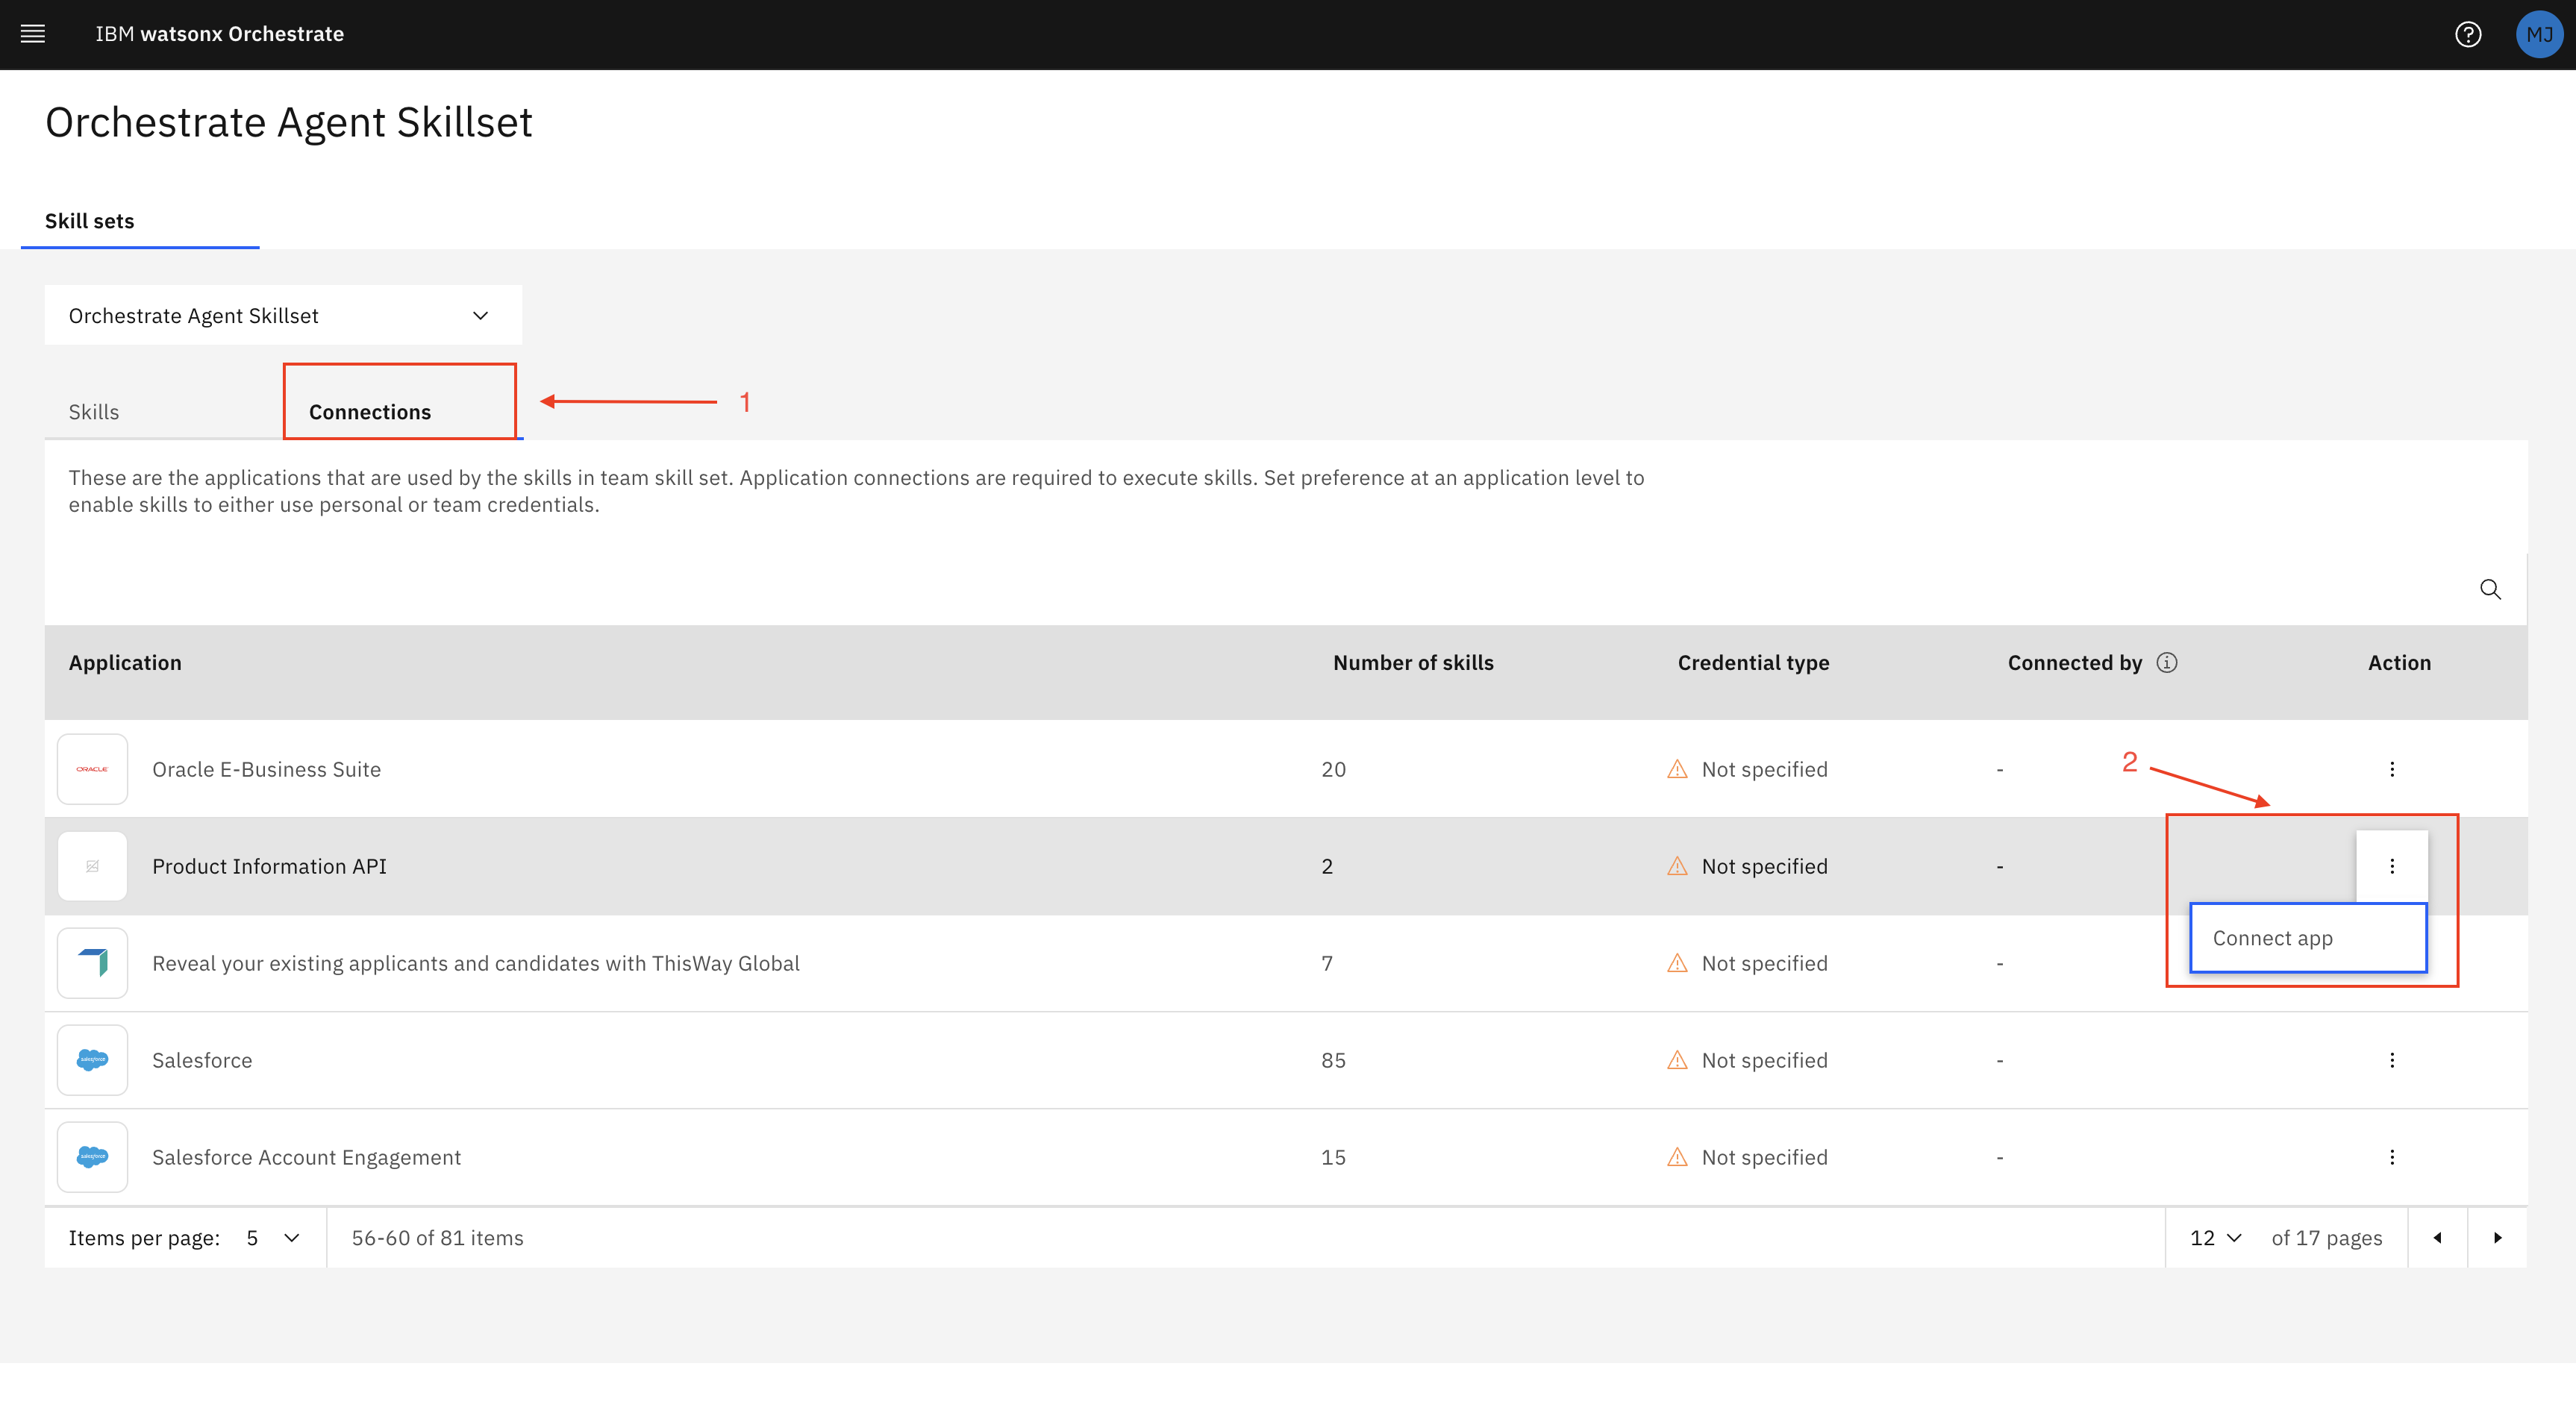 IBM watsonx Orchestrate
MJ
Orchestrate Agent Skillset
Skill sets
Orchestrate Agent Skillset
Skills
Connections
1
These are the applications that are used by the skills in team skill set. Application connections are required to execute skills. Set preference at an application level to
enable skills to either use personal or team credentials.
Application Number of skills Credential type Connected by Action
ORACLE Oracle E-Business Suite 20 Not specified -
2
Product Information API 2 Not specified -
Connect app
Reveal your existing applicants and candidates with ThisWay Global 7 Not specified -
salesforce Salesforce 85 Not specified -
salesforce Salesforce Account Engagement 15 Not specified -
Items per page: 5 56-60 of 81 items 12 of 17 pages